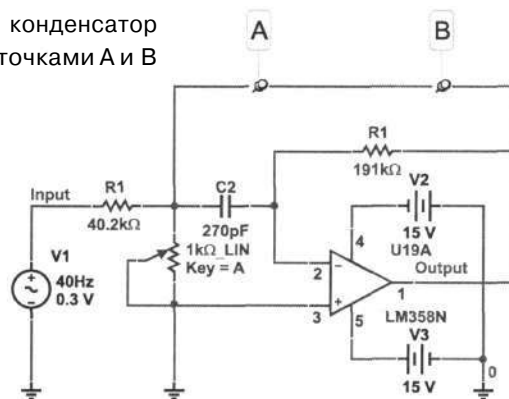 конденсатор
точками А и В
A
B
R1
191kΩ
Input
R1
40.2kΩ
C2
270pF
V2
15 V
V1
40Hz
0.3 V
1kΩ_LIN
Key = A
4
U19A
2
Output
1
3
5
LM358N
V3
15 V
0